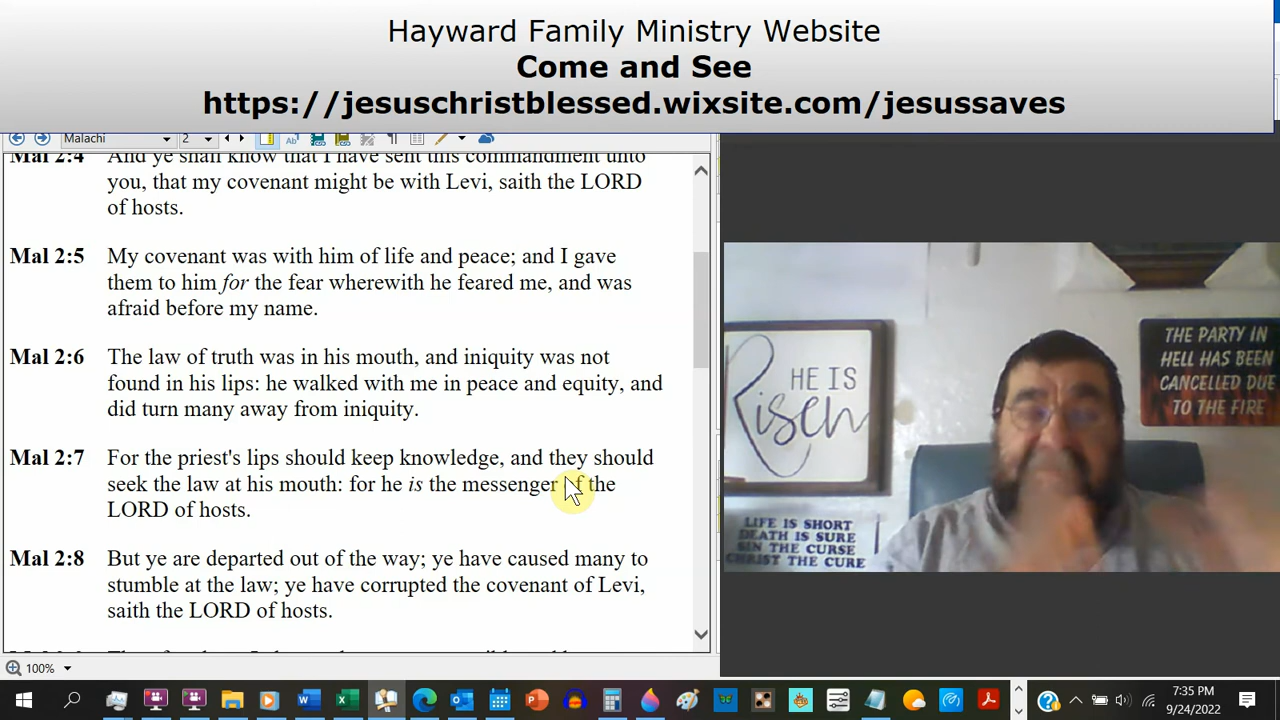 Hayward Family Ministry Website
Come and See
https://jesuschristblessed.wixsite.com/jesussaves
Malachi 2
Mal 2:4 And ye shall know that I have sent this commandment unto
you, that my covenant might be with Levi, saith the LORD
of hosts.
Mal 2:5 My covenant was with him of life and peace; and I gave
them to him for the fear wherewith he feared me, and was
afraid before my name.
Mal 2:6 The law of truth was in his mouth, and iniquity was not
found in his lips: he walked with me in peace and equity, and
did turn many away from iniquity.
Mal 2:7 For the priest's lips should keep knowledge, and they should
seek the law at his mouth: for he is the messenger of the
LORD of hosts.
Mal 2:8 But ye are departed out of the way; ye have caused many to
stumble at the law; ye have corrupted the covenant of Levi,
saith the LORD of hosts.
100%
HE IS
Risen
THE PARTY IN
HELL HAS BEEN
CANCELLED DUE
TO THE FIRE
LIFE IS SHORT
DEATH IS SURE
SIN THE CURSE
CHRIST THE CURE
7:35 PM
9/24/2022